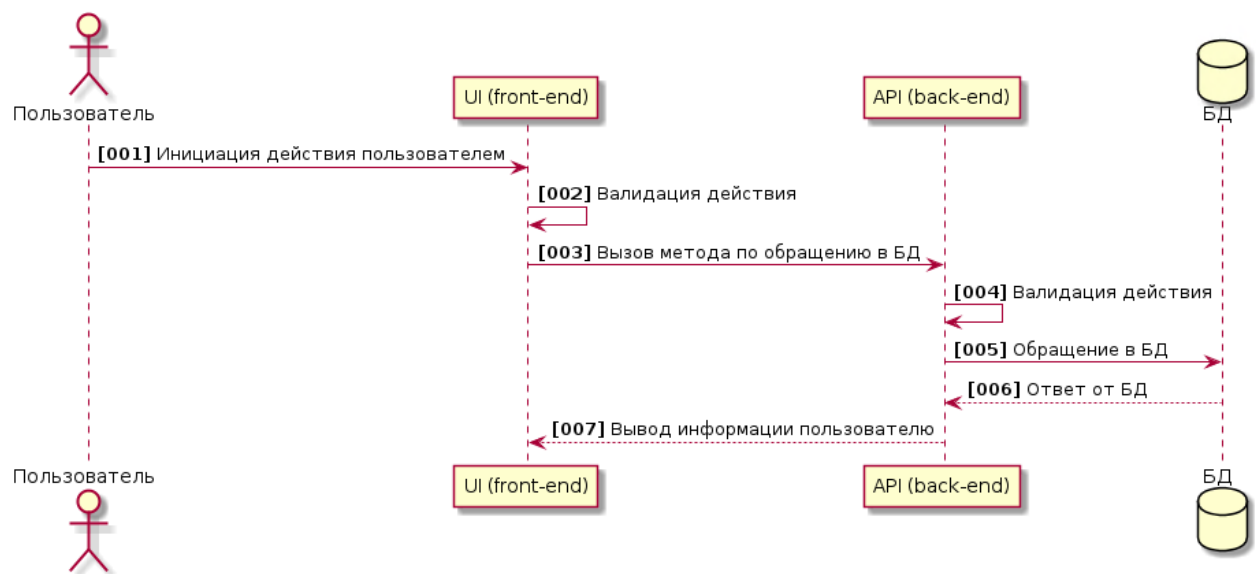 Пользователь
UI (front-end)
API (back-end)
БД
[001] Инициация действия пользователем
[002] Валидация действия
[003] Вызов метода по обращению в БД
[004] Валидация действия
[005] Обращение в БД
[006] Ответ от БД
[007] Вывод информации пользователю
Пользователь
UI (front-end)
API (back-end)
БД